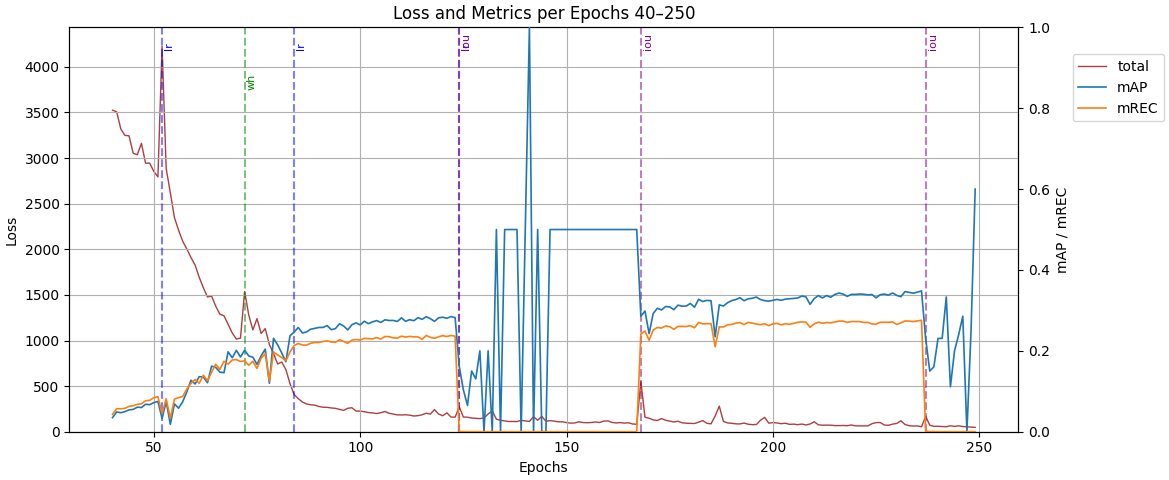 Loss and Metrics per Epochs 40–250
lr
wh
lr
iou
iou
total
mAP
mREC
Loss
4000
3500
3000
2500
2000
1500
1000
500
0
1.0
0.8
0.6
0.4
0.2
0.0
mAP / mREC
50
100
150
200
250
Epochs